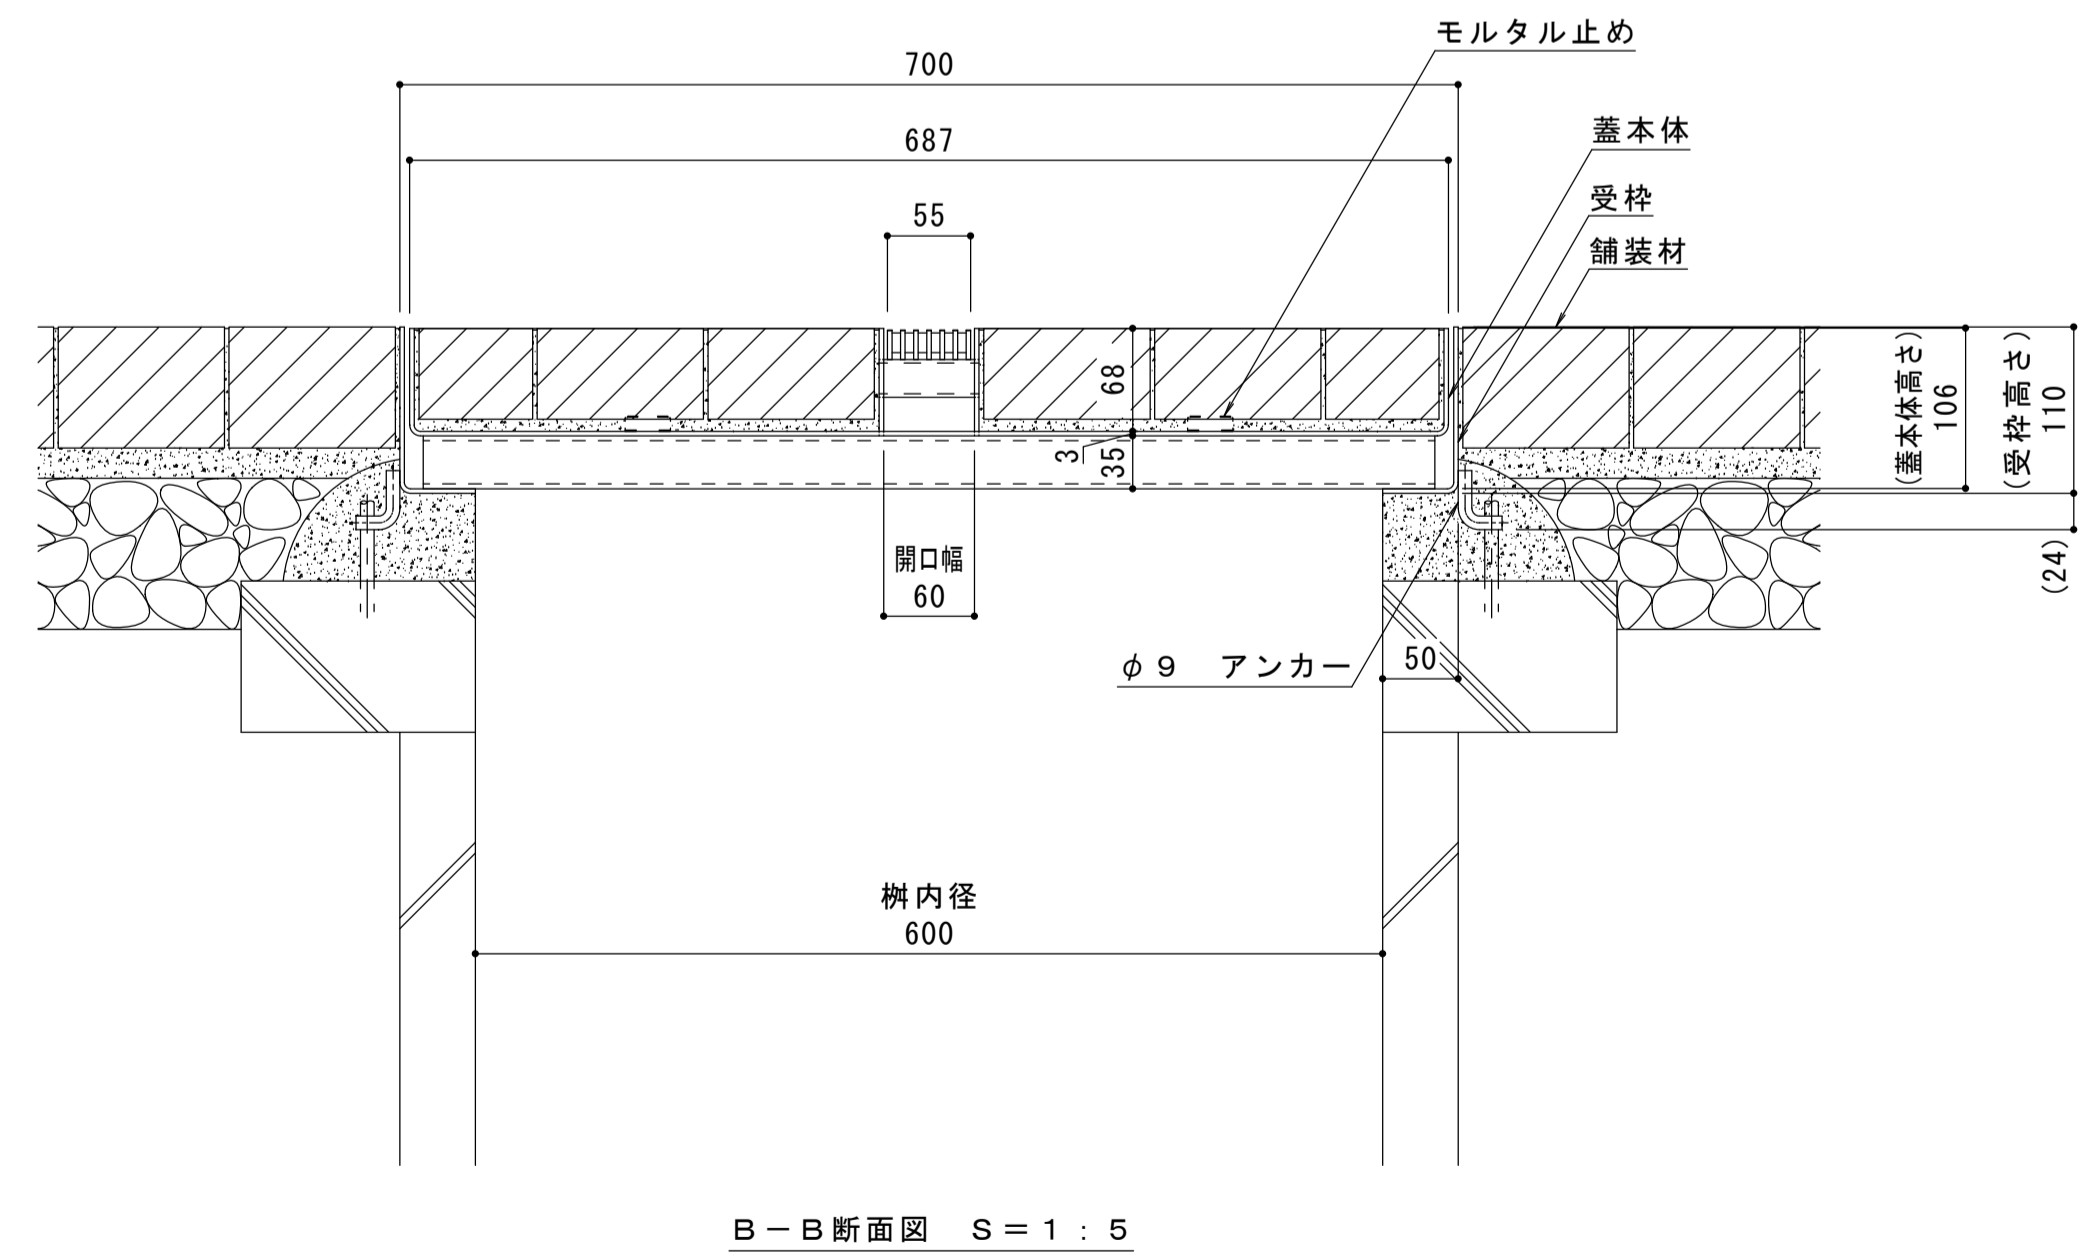 モルタル止め
700
蓋本体
687
受枠
55
舗装材
68
3
35
(蓋本体高さ)
106
(受枠高さ)
110
(24)
開口幅
60
φ9 アンカー
50
桝内径
600
B-B断面図 S=1:5